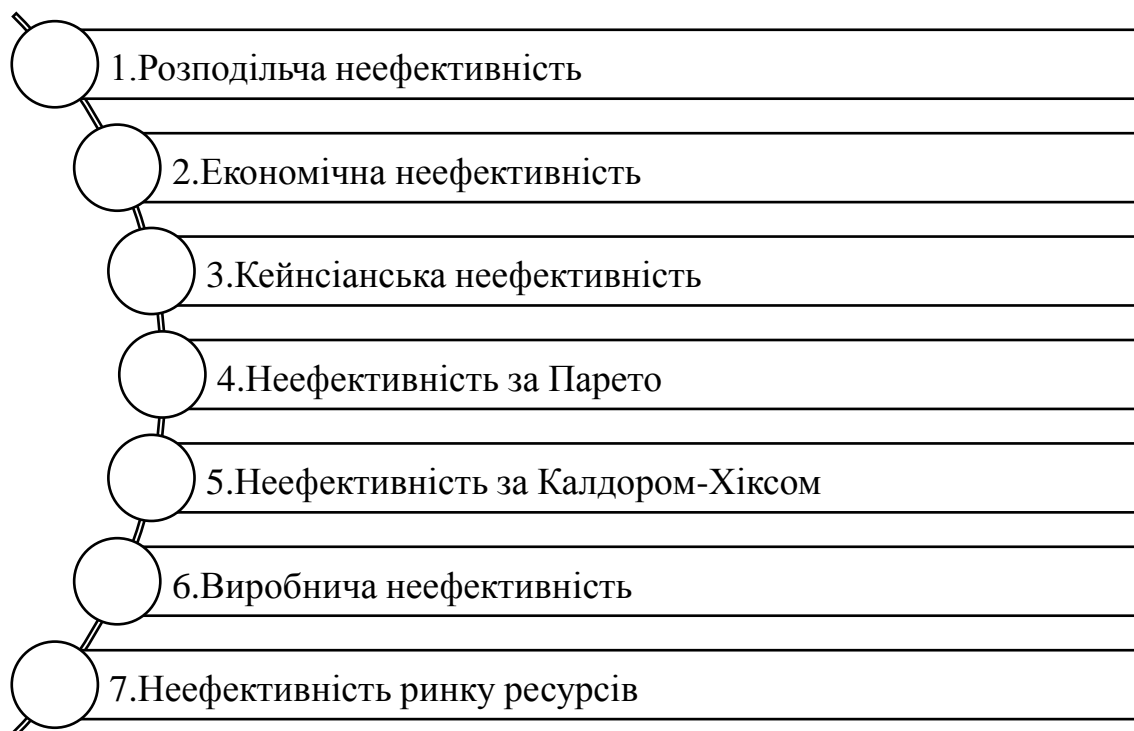 1.Розподільча неефективність
2.Економічна неефективність
3.Кейнсіанська неефективність
4.Неефективність за Парето
5.Неефективність за Калдором-Хіксом
6.Виробнича неефективність
7.Неефективність ринку ресурсів